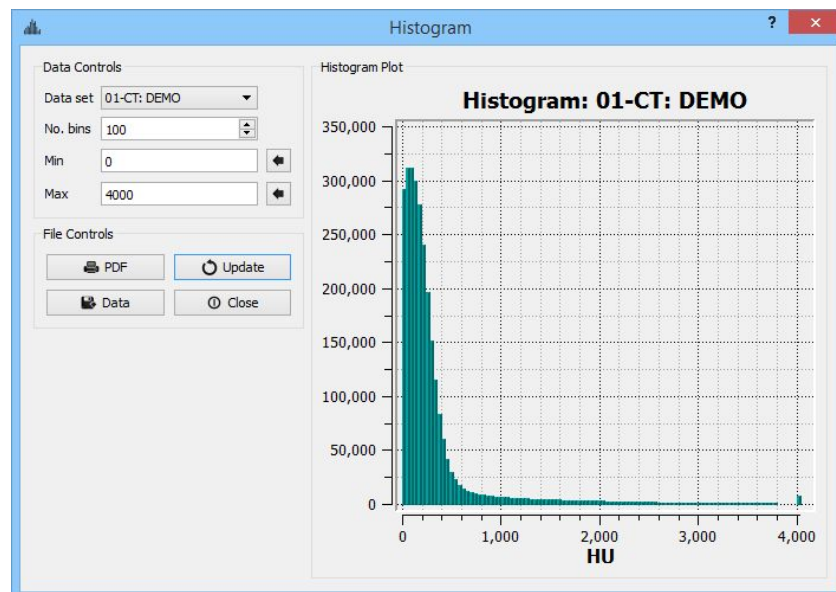 Histogram
?
Data Controls
Data set 01-CT: DEMO
No. bins 100
Min 0
Max 4000
File Controls
PDF Update
Data Close
Histogram Plot
Histogram: 01-CT: DEMO
350,000
300,000
250,000
200,000
150,000
100,000
50,000
0
0 1,000 2,000 3,000 4,000
HU